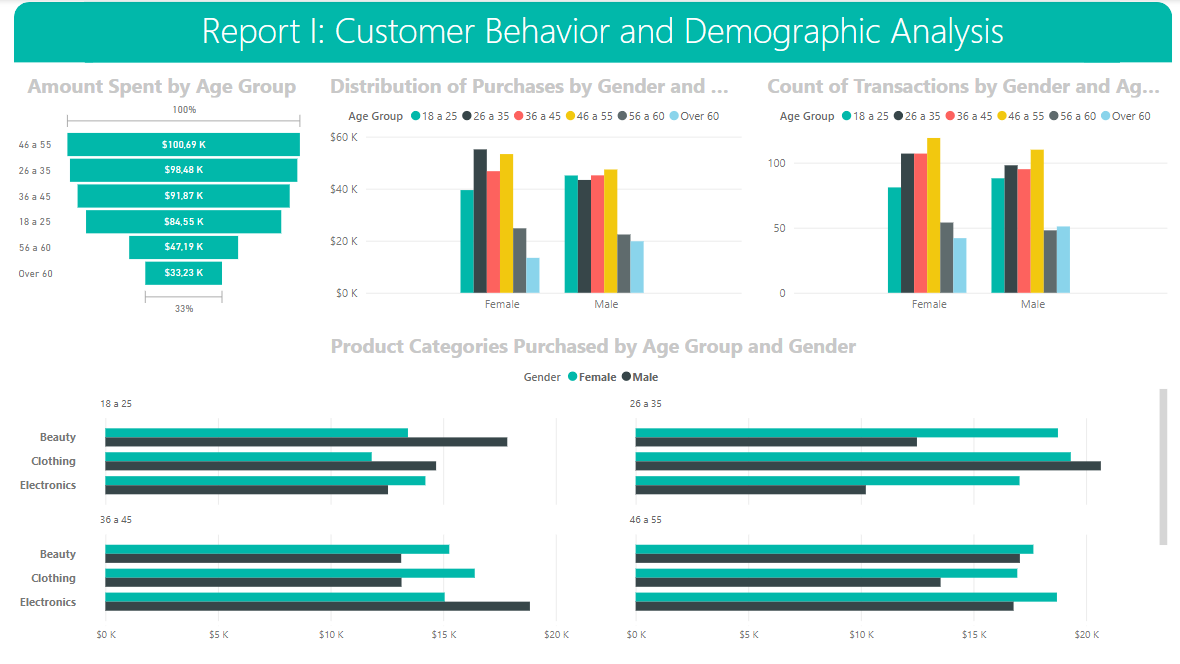 Report I: Customer Behavior and Demographic Analysis
Amount Spent by Age Group
100%
46 a 55 $100,69 K
26 a 35 $98,48 K
36 a 45 $91,87 K
18 a 25 $84,55 K
56 a 60 $47,19 K
Over 60 $33,23 K
33%
Distribution of Purchases by Gender and ...
Age Group 18 a 25 26 a 35 36 a 45 46 a 55 56 a 60 Over 60
$60 K
$40 K
$20 K
$0 K
Female Male
Count of Transactions by Gender and Ag...
Age Group 18 a 25 26 a 35 36 a 45 46 a 55 56 a 60 Over 60
100
50
0
Female Male
Product Categories Purchased by Age Group and Gender
Gender Female Male
18 a 25
Beauty
Clothing
Electronics
26 a 35
36 a 45
Beauty
Clothing
Electronics
46 a 55
$0 K $5 K $10 K $15 K $20 K
$0 K $5 K $10 K $15 K $20 K